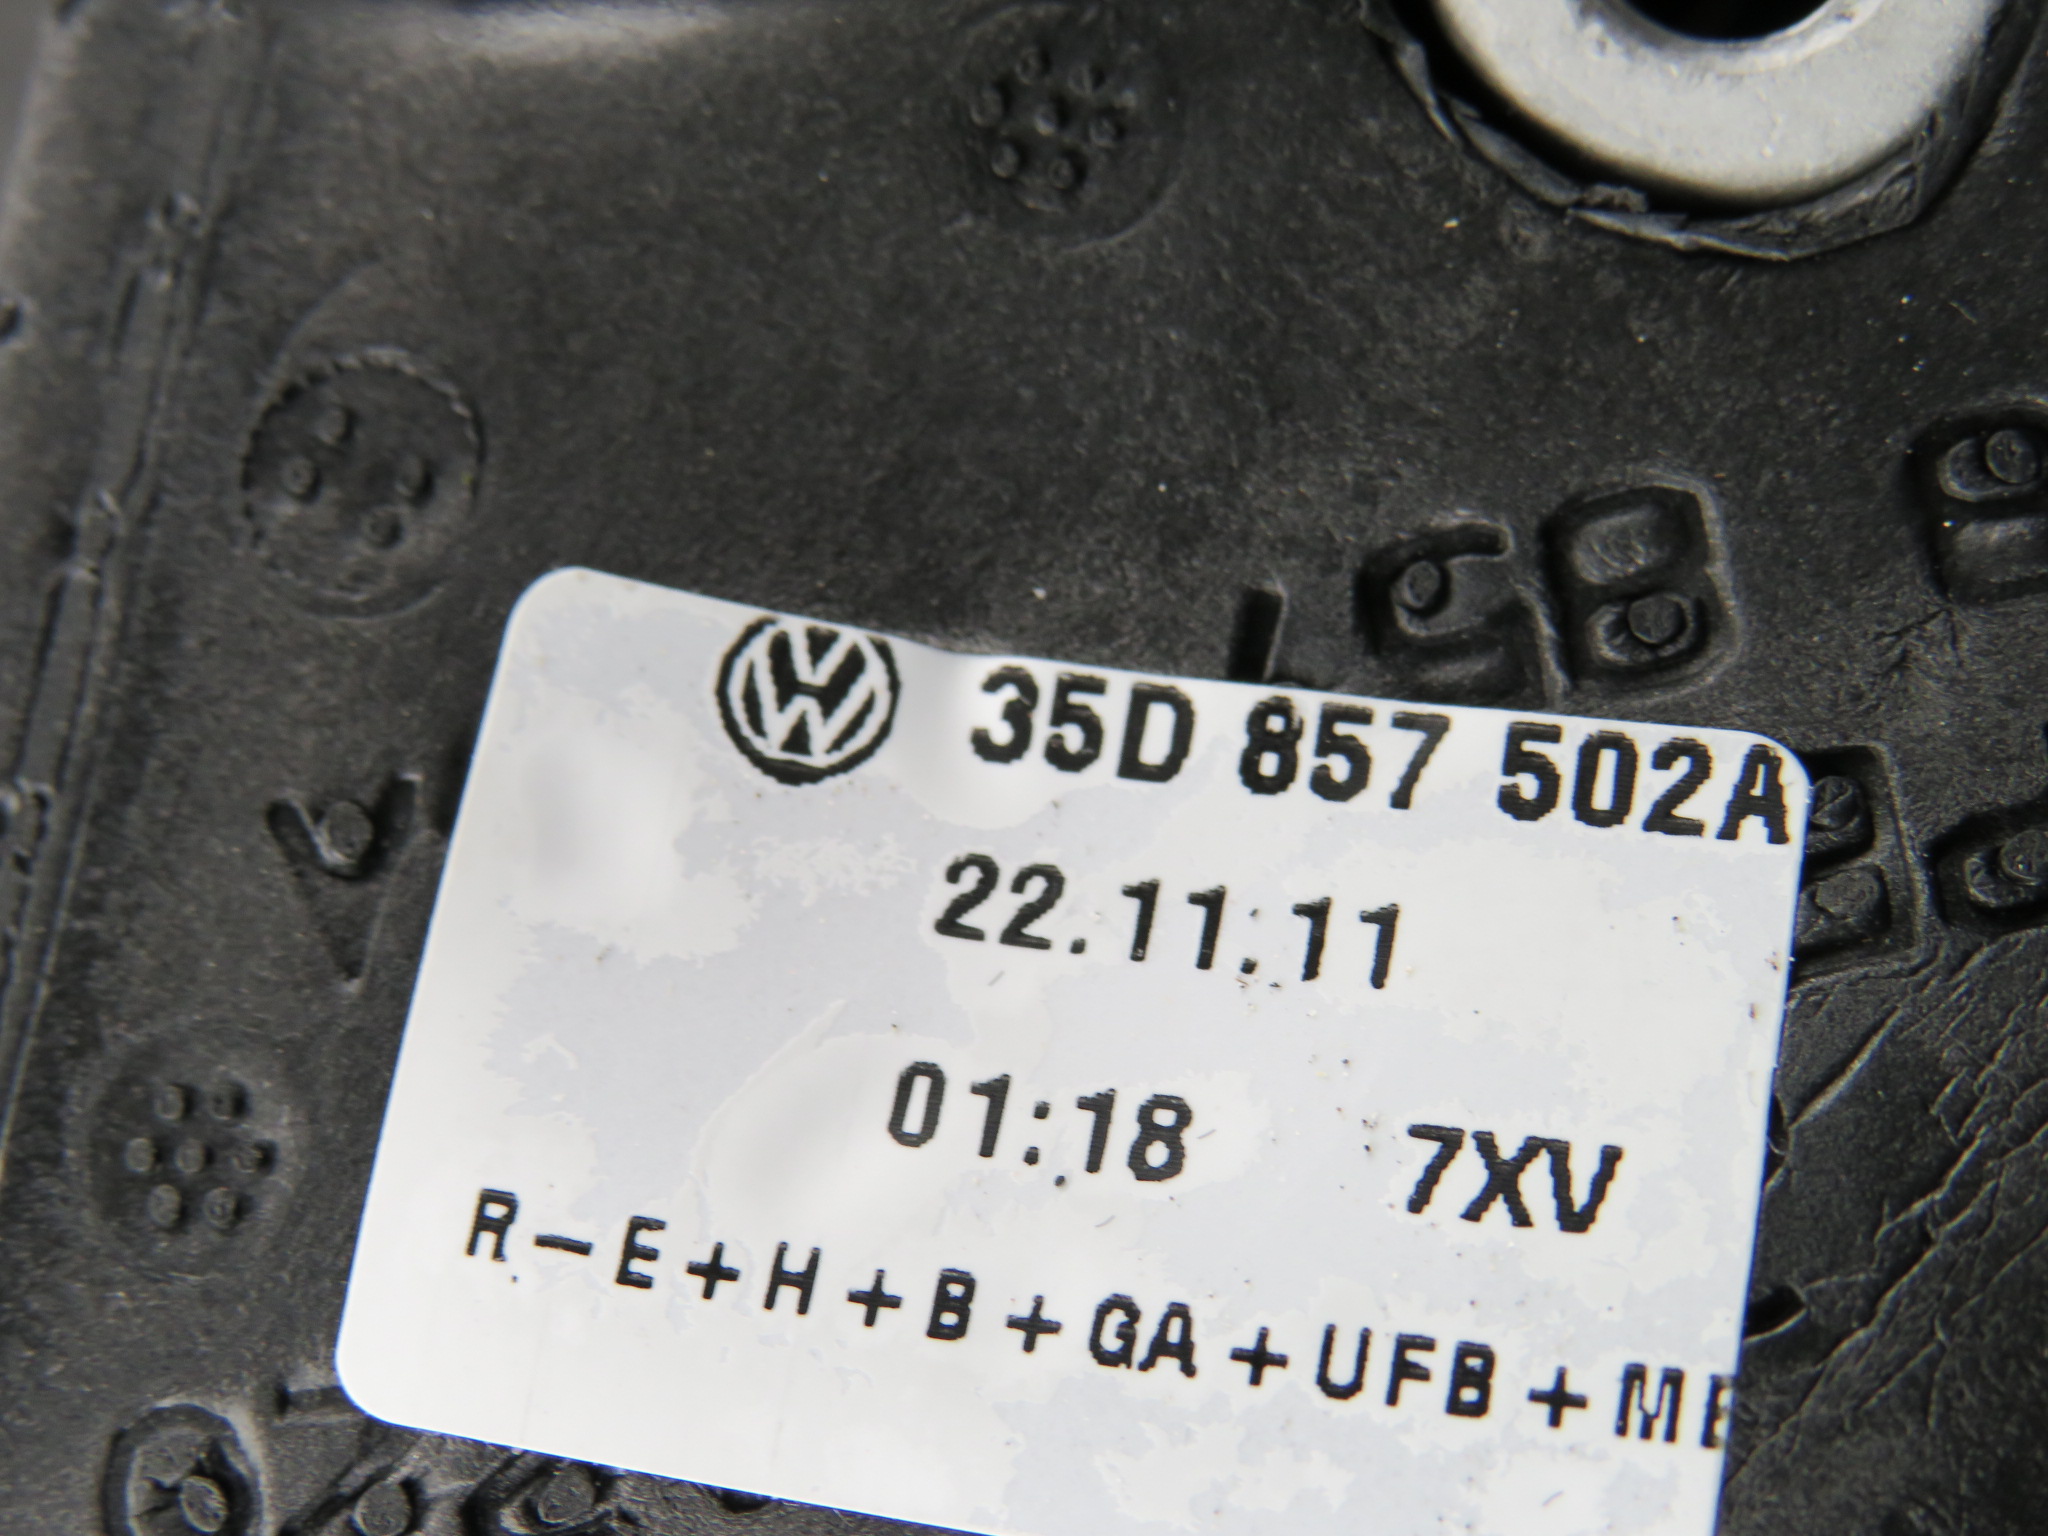 35D 857 502A
22.11.11
01:18 7XV
R-E+H+B+GA+UFB+M